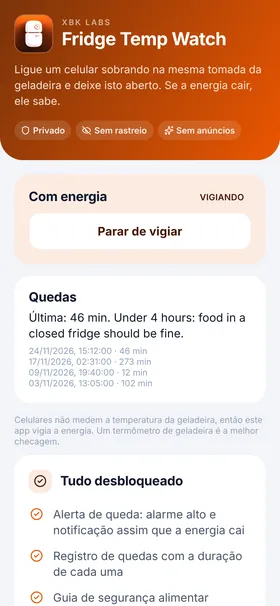 XBK LABS
Fridge Temp Watch
Ligue um celular sobrando na mesma tomada da
geladeira e deixe isto aberto. Se a energia cair,
ele sabe.
Privado
Sem rastreio
Sem anúncios
Com energia
VIGIANDO
Parar de vigiar
Quedas
Última: 46 min. Under 4 hours: food in a
closed fridge should be fine.
24/11/2026, 15:12:00 · 46 min
17/11/2026, 02:31:00 · 273 min
09/11/2026, 19:40:00 · 12 min
03/11/2026, 13:05:00 · 102 min
Celulares não medem a temperatura da geladeira, então este
app vigia a energia. Um termômetro de geladeira é a melhor
checagem.
Tudo desbloqueado
Alerta de queda: alarme alto e
notificação assim que a energia cai
Registro de quedas com a duração
de cada uma
Guia de segurança alimentar